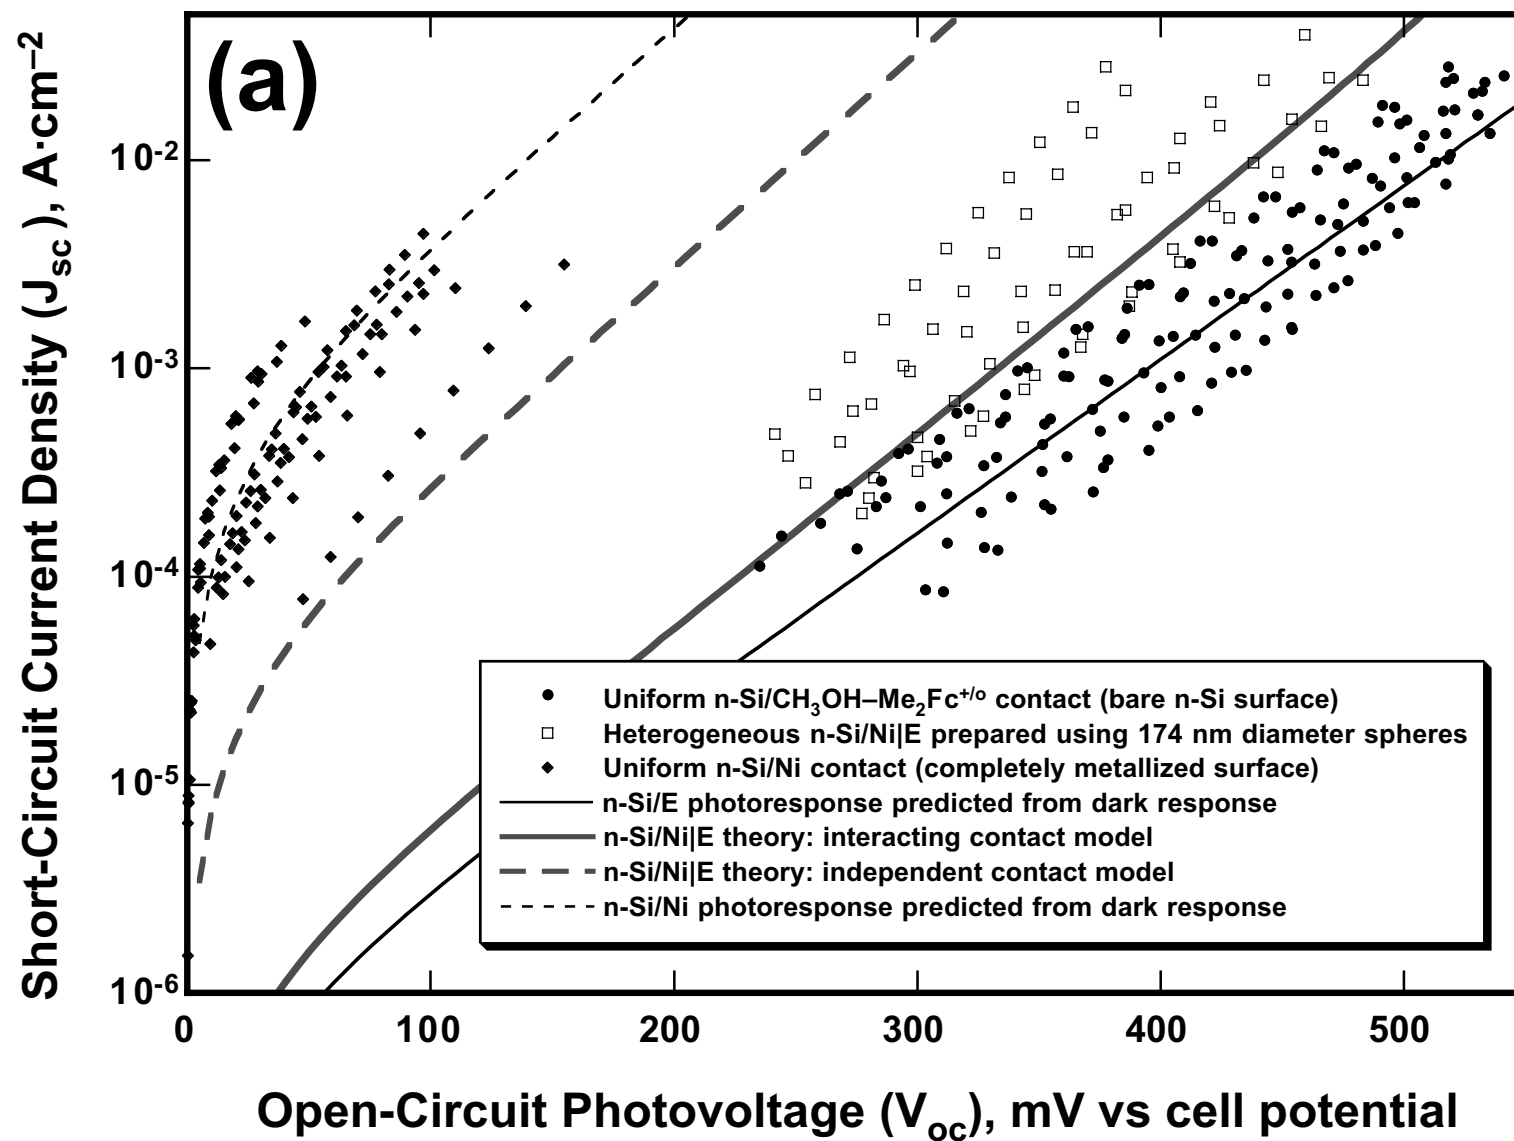 (a)
Short-Circuit Current Density (J_sc), A·cm⁻²
10⁻²
10⁻³
10⁻⁴
10⁻⁵
10⁻⁶
Uniform n-Si/CH₃OH–Me₂Fc⁺/ᵒ contact (bare n-Si surface)
Heterogeneous n-Si/Ni|E prepared using 174 nm diameter spheres
Uniform n-Si/Ni contact (completely metallized surface)
n-Si/E photoresponse predicted from dark response
n-Si/Ni|E theory: interacting contact model
n-Si/Ni|E theory: independent contact model
n-Si/Ni photoresponse predicted from dark response
0 100 200 300 400 500
Open-Circuit Photovoltage (V_oc), mV vs cell potential